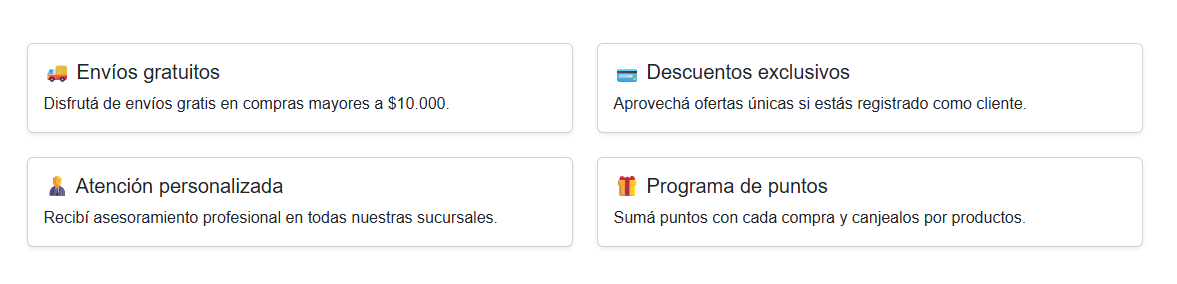 Envíos gratuitos
Disfrutá de envíos gratis en compras mayores a $10.000.
Descuentos exclusivos
Aprovechá ofertas únicas si estás registrado como cliente.
Atención personalizada
Recibí asesoramiento profesional en todas nuestras sucursales.
Programa de puntos
Sumá puntos con cada compra y canjealos por productos.